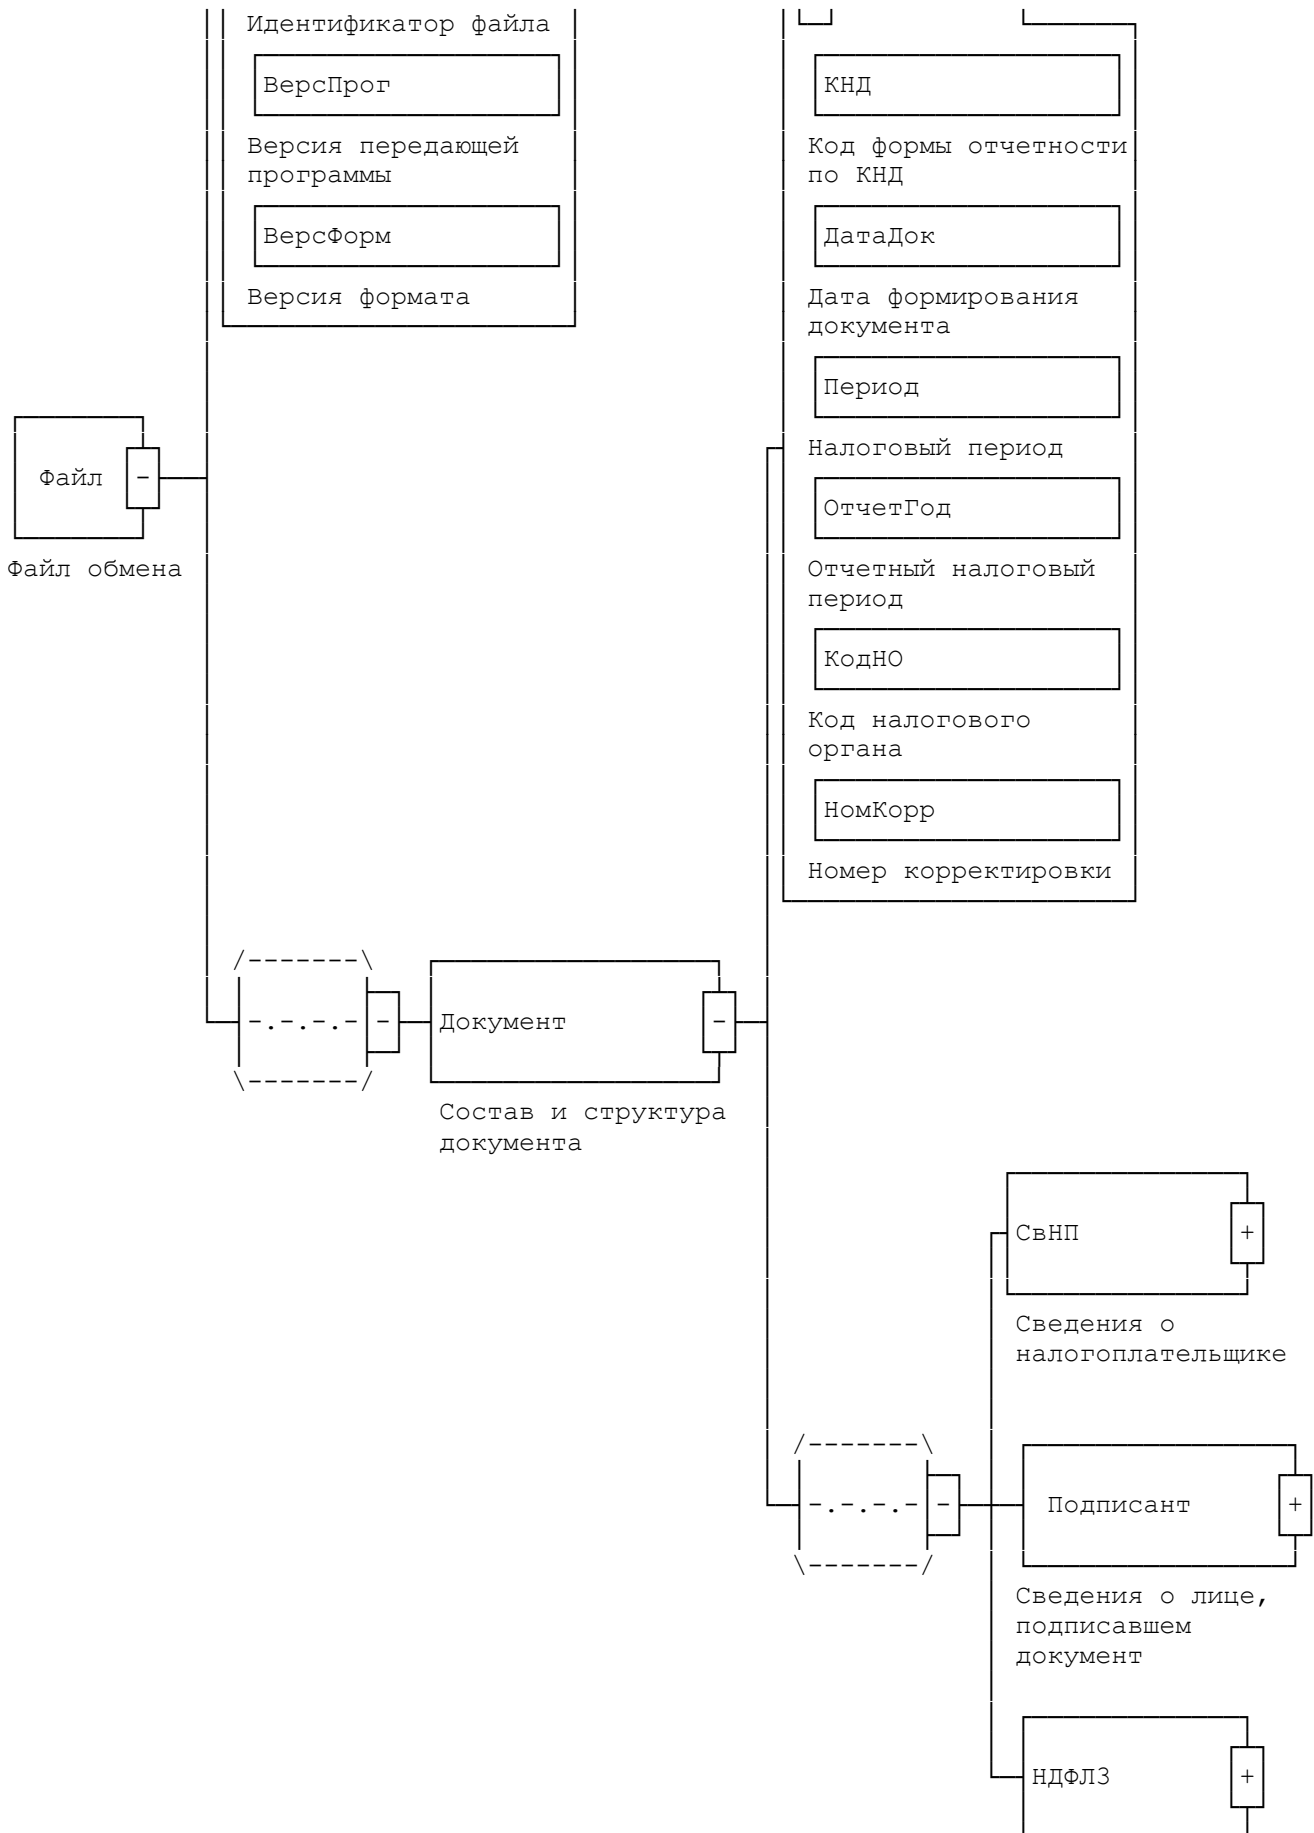 Идентификатор файла
ВерсПрог
Версия передающей
программы
ВерсФорм
Версия формата
Файл -
Файл обмена
КНД
Код формы отчетности
по КНД
ДатаДок
Дата формирования
документа
Период
Налоговый период
ОтчетГод
Отчетный налоговый
период
КодНО
Код налогового
органа
НомКорр
Номер корректировки
/-------\
-.-.-.- - Документ -
\-------/
Состав и структура
документа
СвНП +
Сведения о
налогоплательщике
/-------\
-.-.-.- - Подписант +
\-------/
Сведения о лице,
подписавшем
документ
НДФЛ3 +